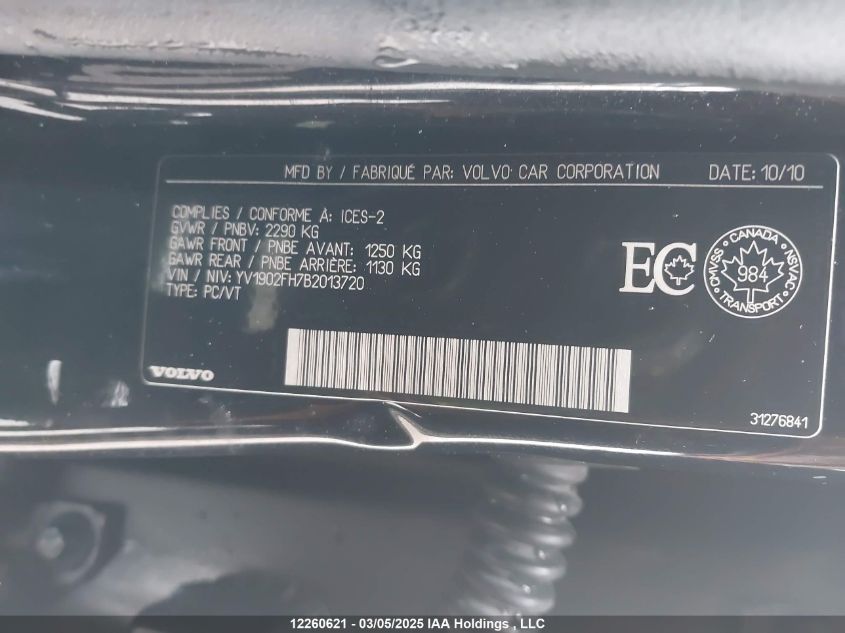 MFD BY / FABRIQUÉ PAR: VOLVO CAR CORPORATION DATE: 10/10
COMPLIES / CONFORME À: ICES-2
GVWR / PNBV: 2290 KG
GAWR FRONT / PNBE AVANT: 1250 KG
GAWR REAR / PNBE ARRIÈRE: 1130 KG
VIN / NIV: YV1902FH7B2013720
TYPE: PC/VT
EC
CANADA
CMVSS
984
NSVAC
TRANSPORT
VOLVO
31276841
12260621 - 03/05/2025 IAA Holdings , LLC